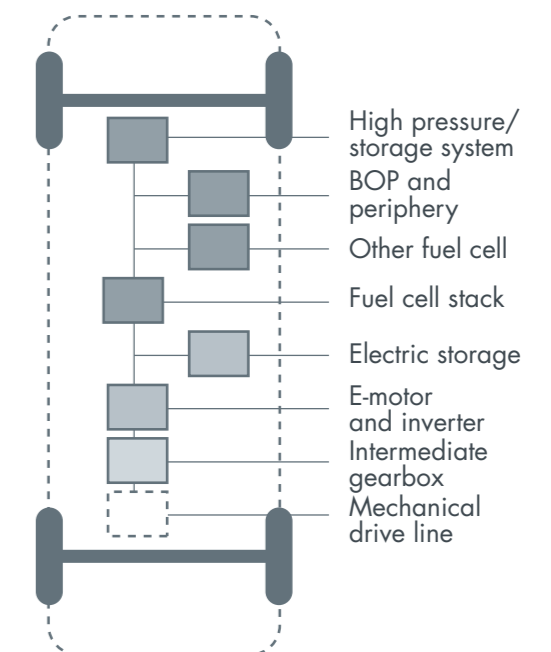 High pressure/
storage system
BOP and
periphery
Other fuel cell
Fuel cell stack
Electric storage
E-motor
and inverter
Intermediate
gearbox
Mechanical
drive line